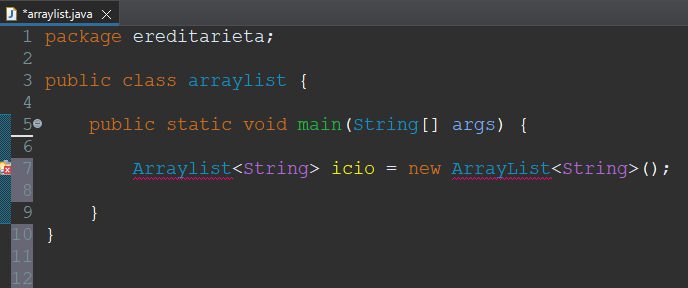 *arraylist.java
1 package ereditarieta;
2
3 public class arraylist {
4
5 public static void main(String[] args) {
6
7 Arraylist<String> icio = new ArrayList<String>();
8
9 }
10 }
11
12